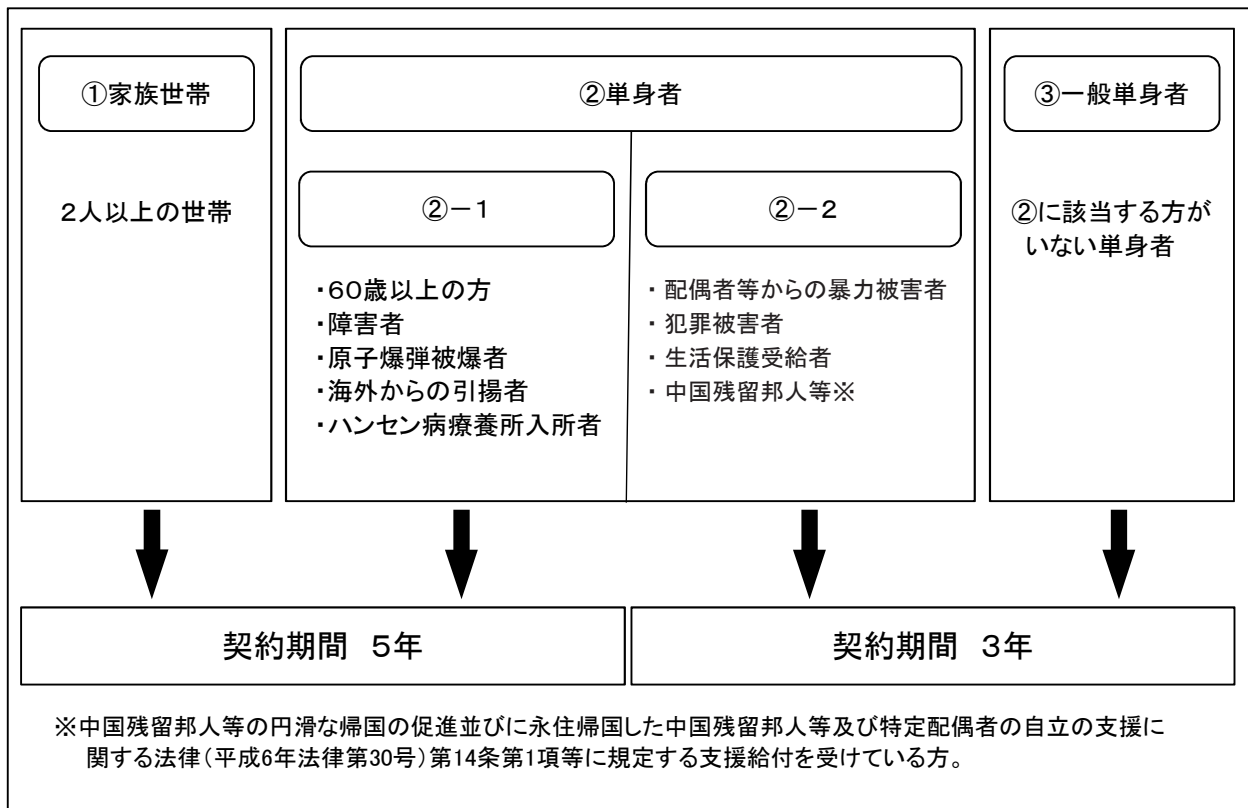 ①家族世帯
2人以上の世帯
②単身者
②-1
・60歳以上の方
・障害者
・原子爆弾被爆者
・海外からの引揚者
・ハンセン病療養所入所者
②-2
・配偶者等からの暴力被害者
・犯罪被害者
・生活保護受給者
・中国残留邦人等※
③一般単身者
②に該当する方が
いない単身者
契約期間 5年
契約期間 3年
※中国残留邦人等の円滑な帰国の促進並びに永住帰国した中国残留邦人等及び特定配偶者の自立の支援に
関する法律(平成6年法律第30号)第14条第1項等に規定する支援給付を受けている方。